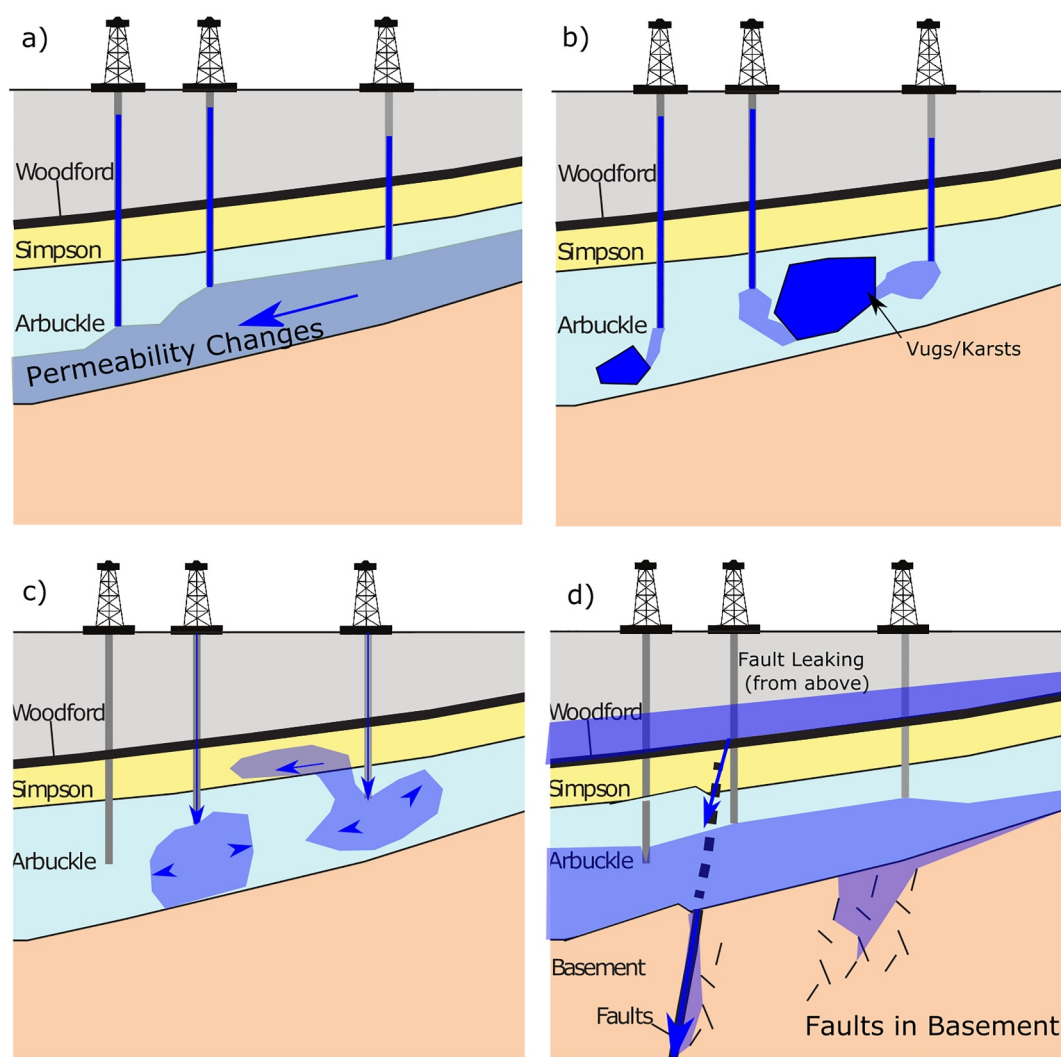 a)
Woodford
Simpson
Arbuckle
Permeability Changes
b)
Simpson
Arbuckle
Vugs/Karsts
c)
Woodford
Simpson
Arbuckle
d)
Fault Leaking
(from above)
Woodford
Simpson
Arbuckle
Basement
Faults
Faults in Basement